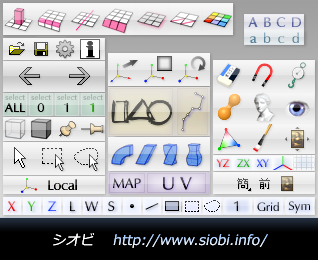 A B C D
a b c d
select select select select
ALL 0 1 1
YZ ZX XY
Local
MAP U V
簡 前
X Y Z L W S 1 Grid Sym
シオビ http://www.siobi.info/